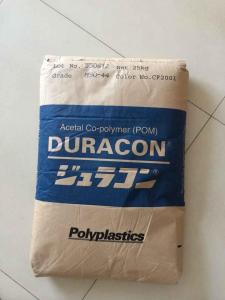 Lot No. Net 25kg
Grade M90-44 Color No.CF2001
Acetal Co-polymer (POM)
DURACON®
ジュラコン®
Polyplastics